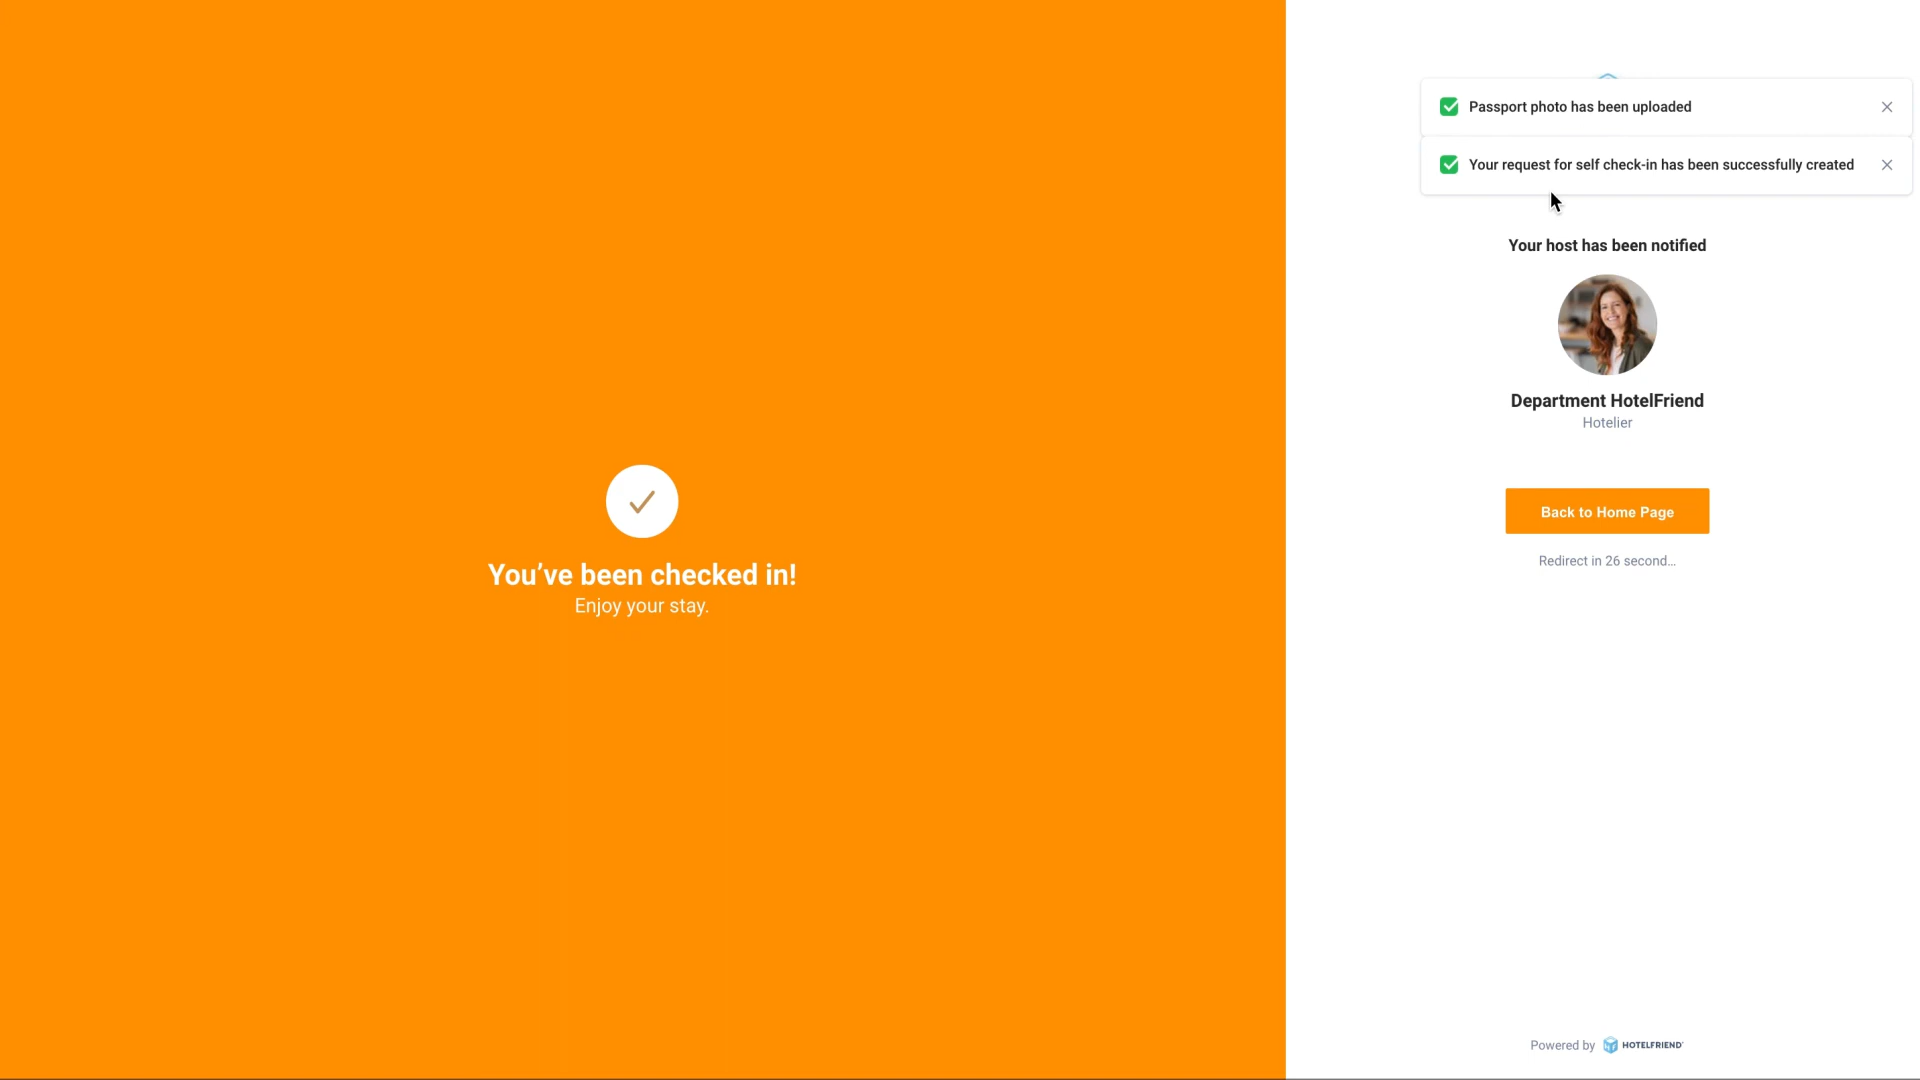 You’ve been checked in!
Enjoy your stay.
Passport photo has been uploaded
Your request for self check-in has been successfully created
Your host has been notified
Department HotelFriend
Hotelier
Back to Home Page
Redirect in 26 second...
Powered by HOTELFRIEND